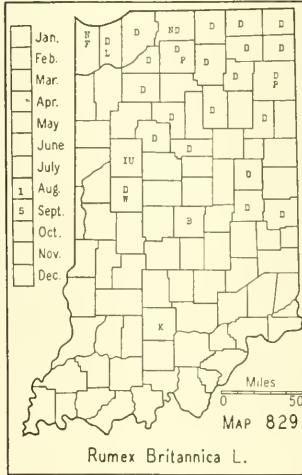 Jan.
Feb.
Mar.
Apr.
May
June
July
1 Aug.
5 Sept.
Oct.
Nov.
Dec.
N F
D L
D
ND
D
D
D
D
D P
D
D
D P
D
D
D
D
D
IU
D W
D
B
D
D
K
Miles
0 50
MAP 829
Rumex Britannica L.